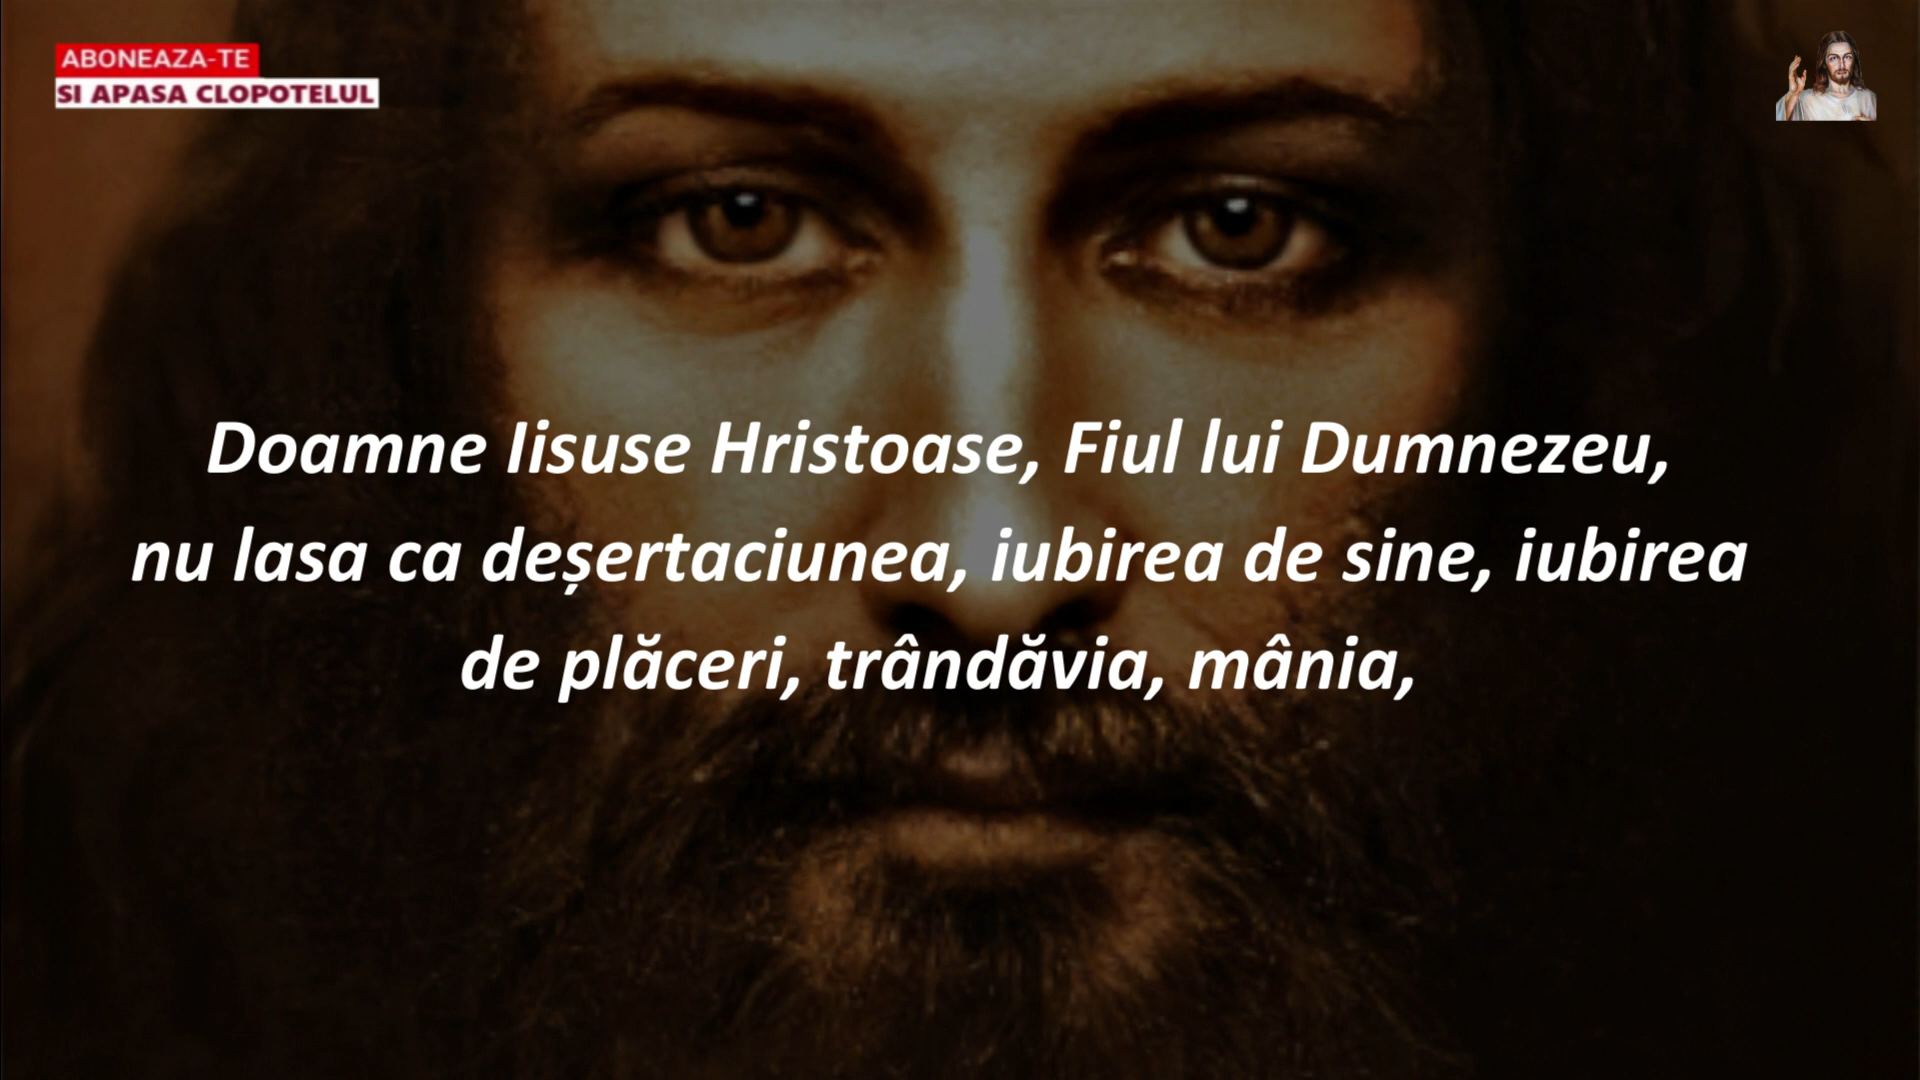 ABONEAZA-TE
SI APASA CLOPOTELUL
Doamne Iisuse Hristoase, Fiul lui Dumnezeu,
nu lasa ca deșertaciunea, iubirea de sine, iubirea
de plăceri, trândăvia, mânia,